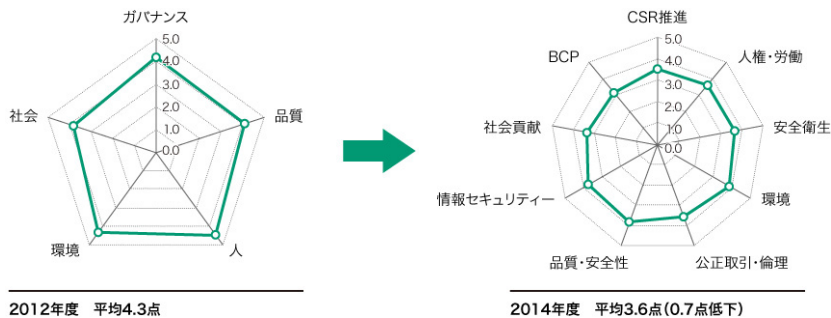 ガバナンス
5.0
4.0
3.0
2.0
1.0
0.0
社会
品質
環境
人
2012年度 平均4.3点
CSR推進
5.0
4.0
3.0
2.0
1.0
0.0
BCP
人権・労働
社会貢献
安全衛生
情報セキュリティー
環境
品質・安全性
公正取引・倫理
2014年度 平均3.6点(0.7点低下)